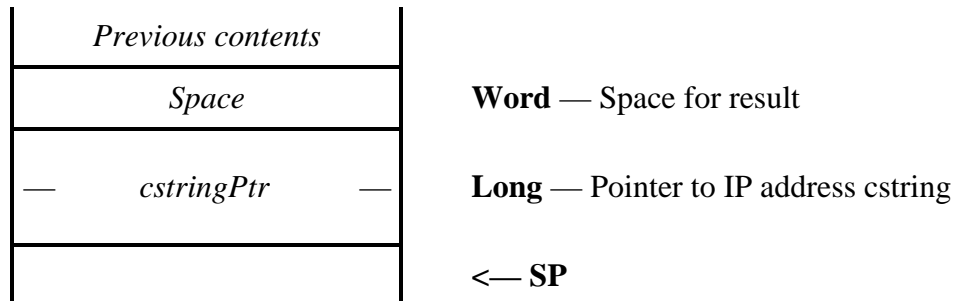 Previous contents
Space Word — Space for result
— cstringPtr — Long — Pointer to IP address cstring
<— SP